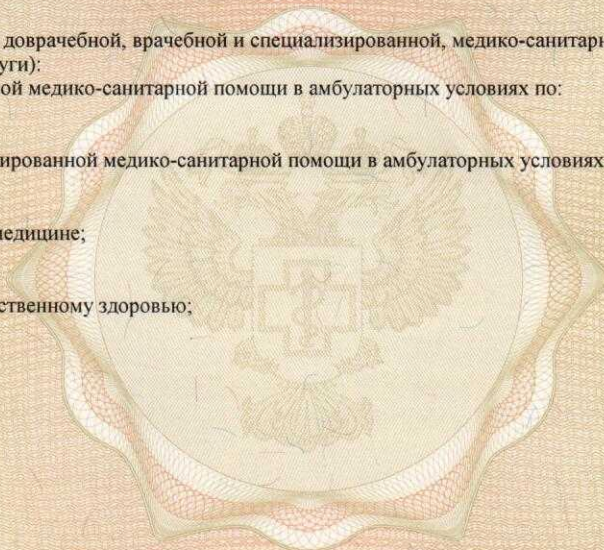 доврачебной, врачебной и специализированной, медико-санитарн
уги):
ой медико-санитарной помощи в амбулаторных условиях по:
ированной медико-санитарной помощи в амбулаторных условиях
медицине;
ственному здоровью;